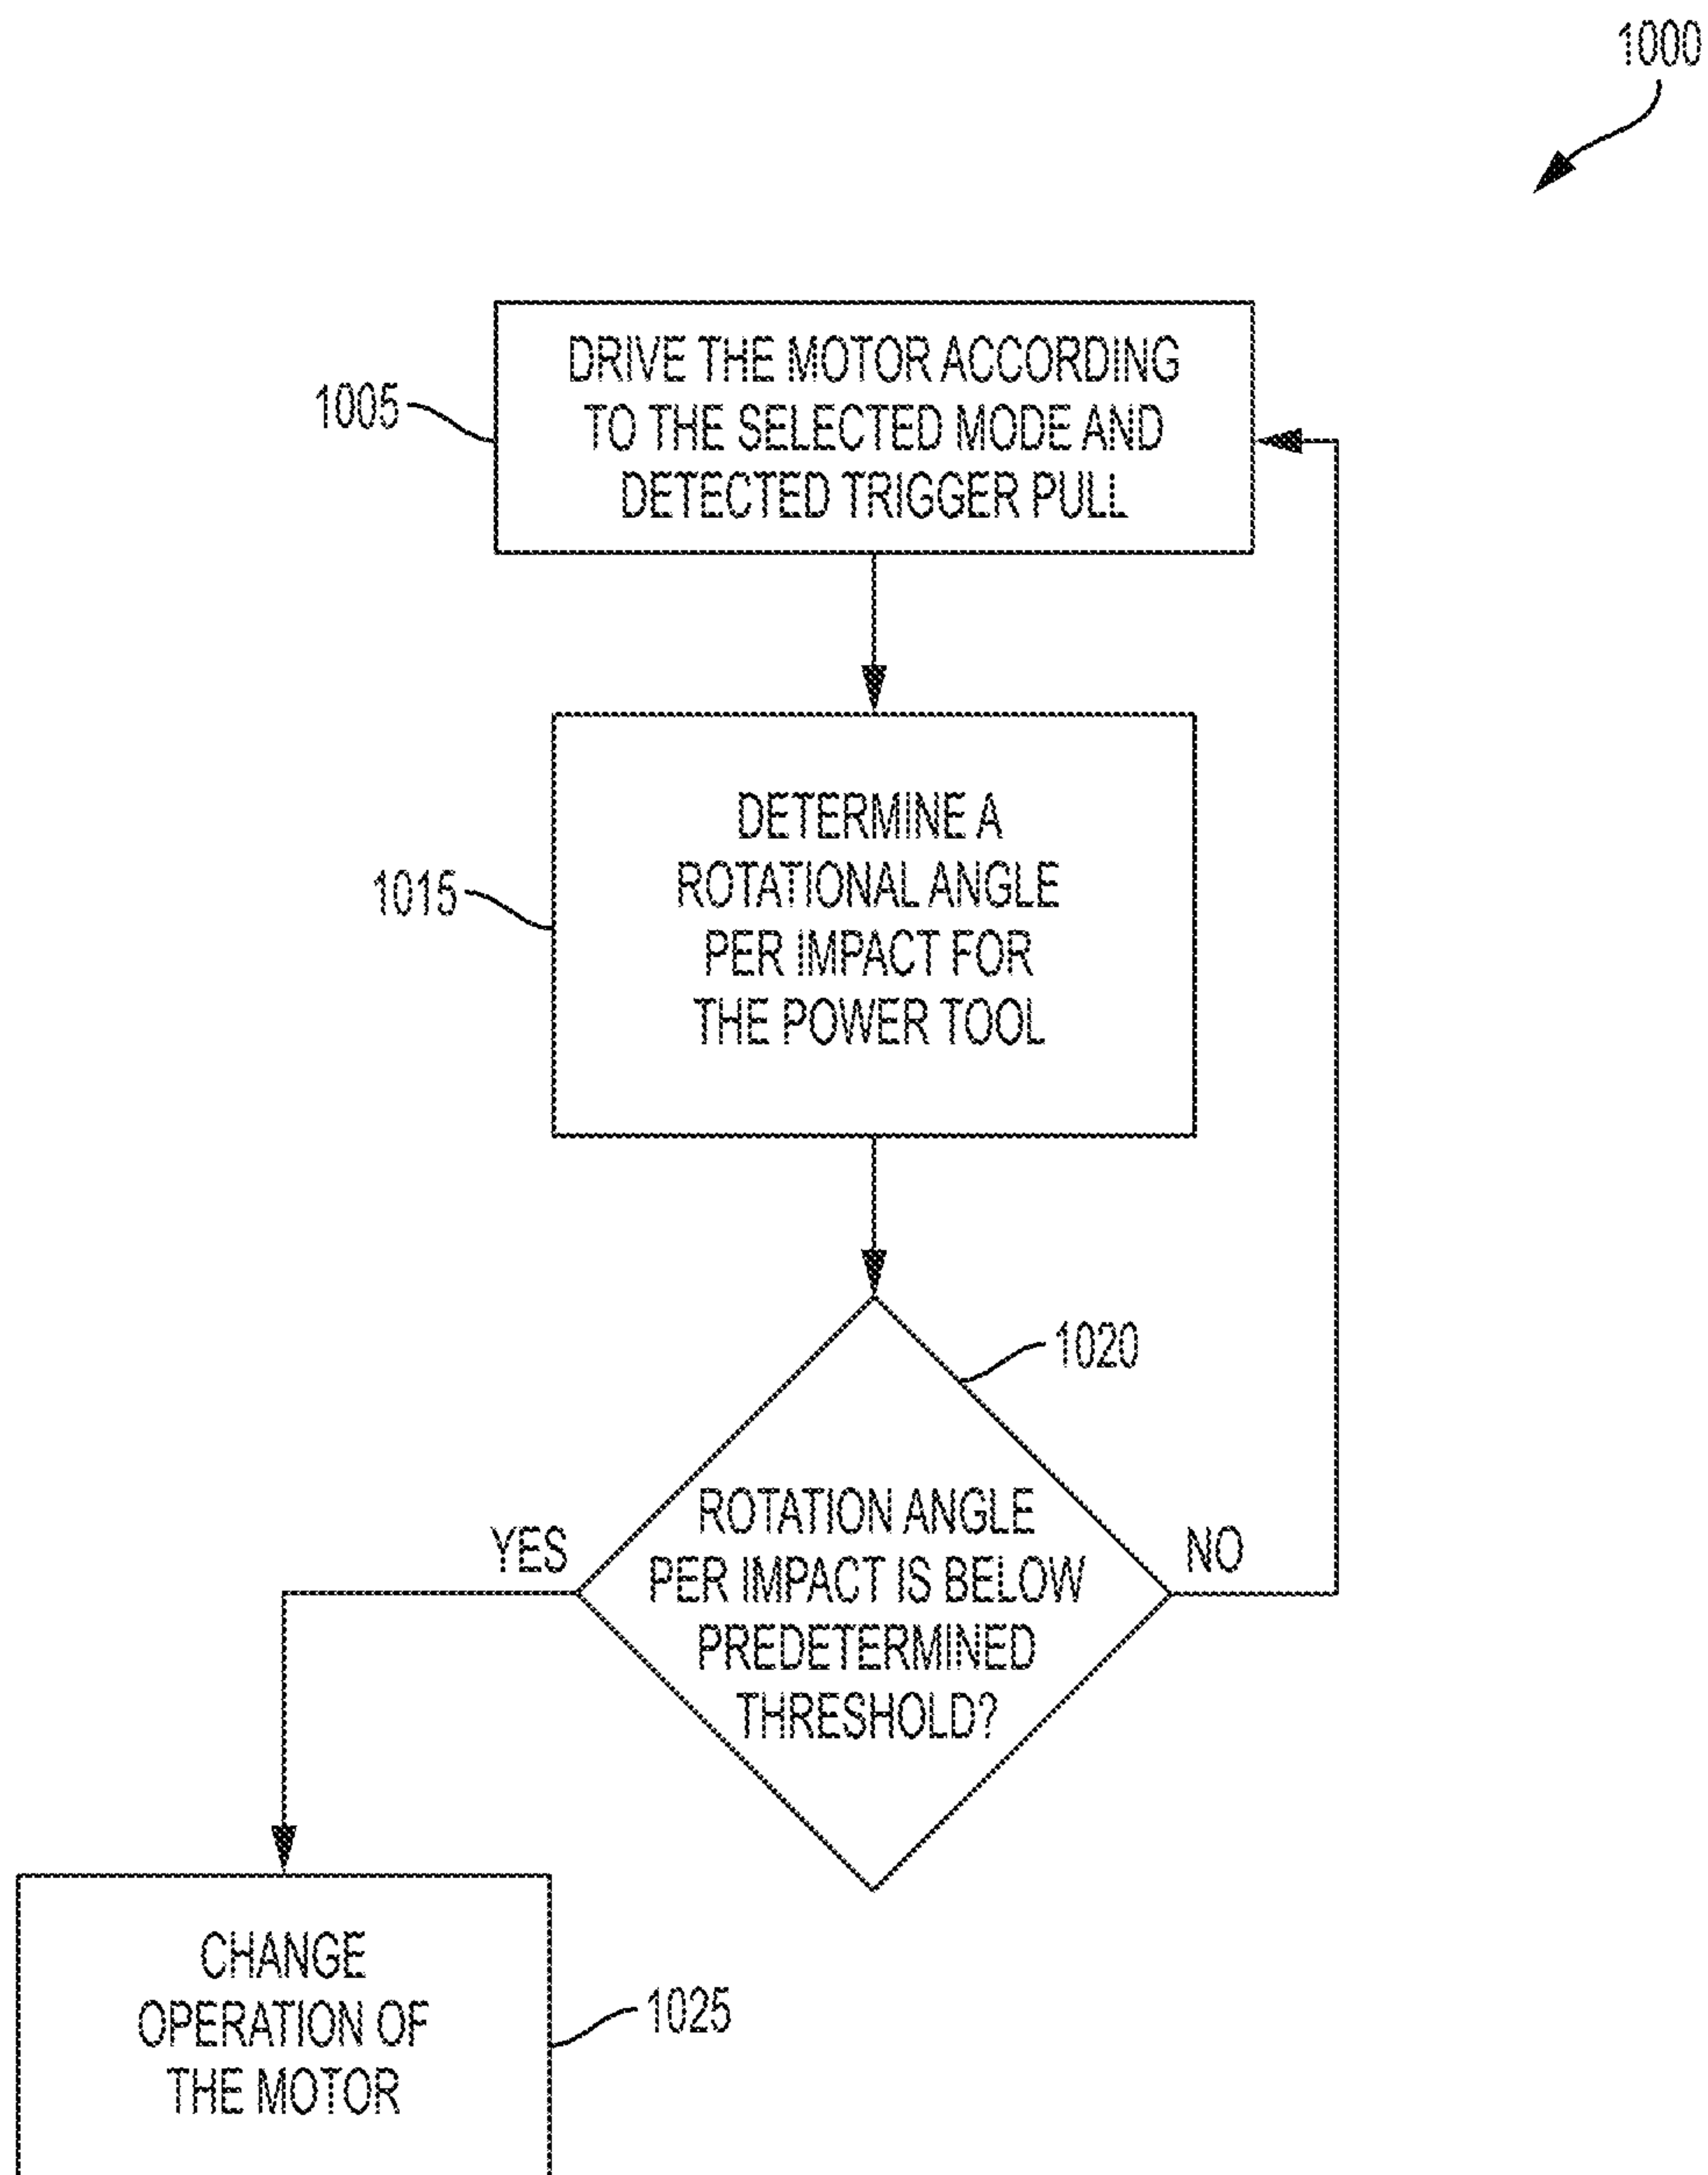 1000
1005
DRIVE THE MOTOR ACCORDING
TO THE SELECTED MODE AND
DETECTED TRIGGER PULL
1015
DETERMINE A
ROTATIONAL ANGLE
PER IMPACT FOR
THE POWER TOOL
1020
ROTATION ANGLE
PER IMPACT IS BELOW
PREDETERMINED
THRESHOLD?
YES
NO
CHANGE
OPERATION OF
THE MOTOR
1025